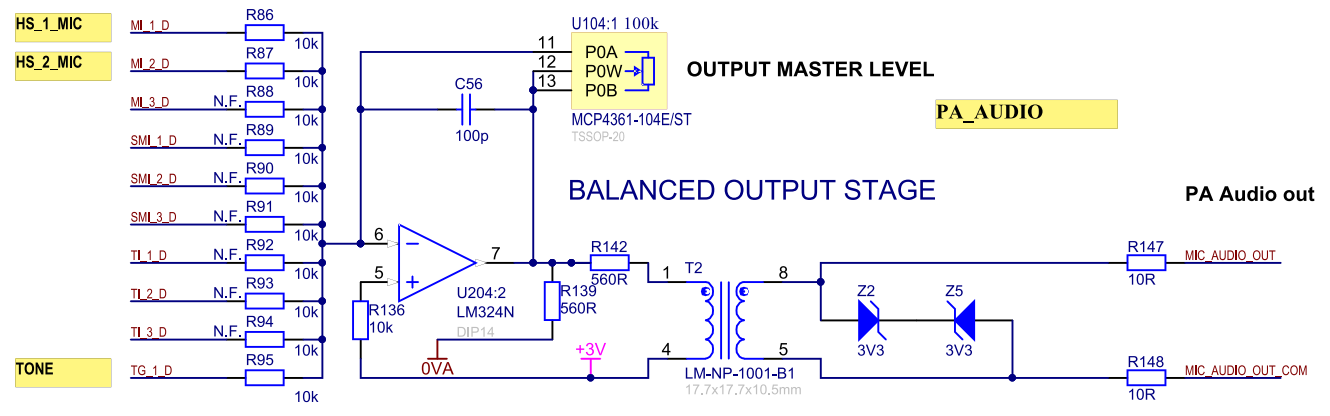 HS_1_MIC MI_1_D R86 10k
HS_2_MIC MI_2_D R87 10k
MI_3_D N.F. R88 10k
SMI_1_D N.F. R89 10k
SMI_2_D N.F. R90 10k
SMI_3_D N.F. R91 10k
TI_1_D N.F. R92 10k
TI_2_D N.F. R93 10k
TI_3_D N.F. R94 10k
TONE TG_1_D R95 10k
U104:1 100k
11 P0A
12 P0W
13 P0B
MCP4361-104E/ST
TSSOP-20
OUTPUT MASTER LEVEL
PA_AUDIO
C56
100p
BALANCED OUTPUT STAGE
PA Audio out
6
5
7
U204:2
LM324N
DIP14
R136
10k
R142
560R
R139
560R
0VA
+3V
T2
1
4
8
5
LM-NP-1001-B1
17.7x17.7x10.5mm
Z2
3V3
Z5
3V3
R147
10R
MIC_AUDIO_OUT
R148
10R
MIC_AUDIO_OUT_COM